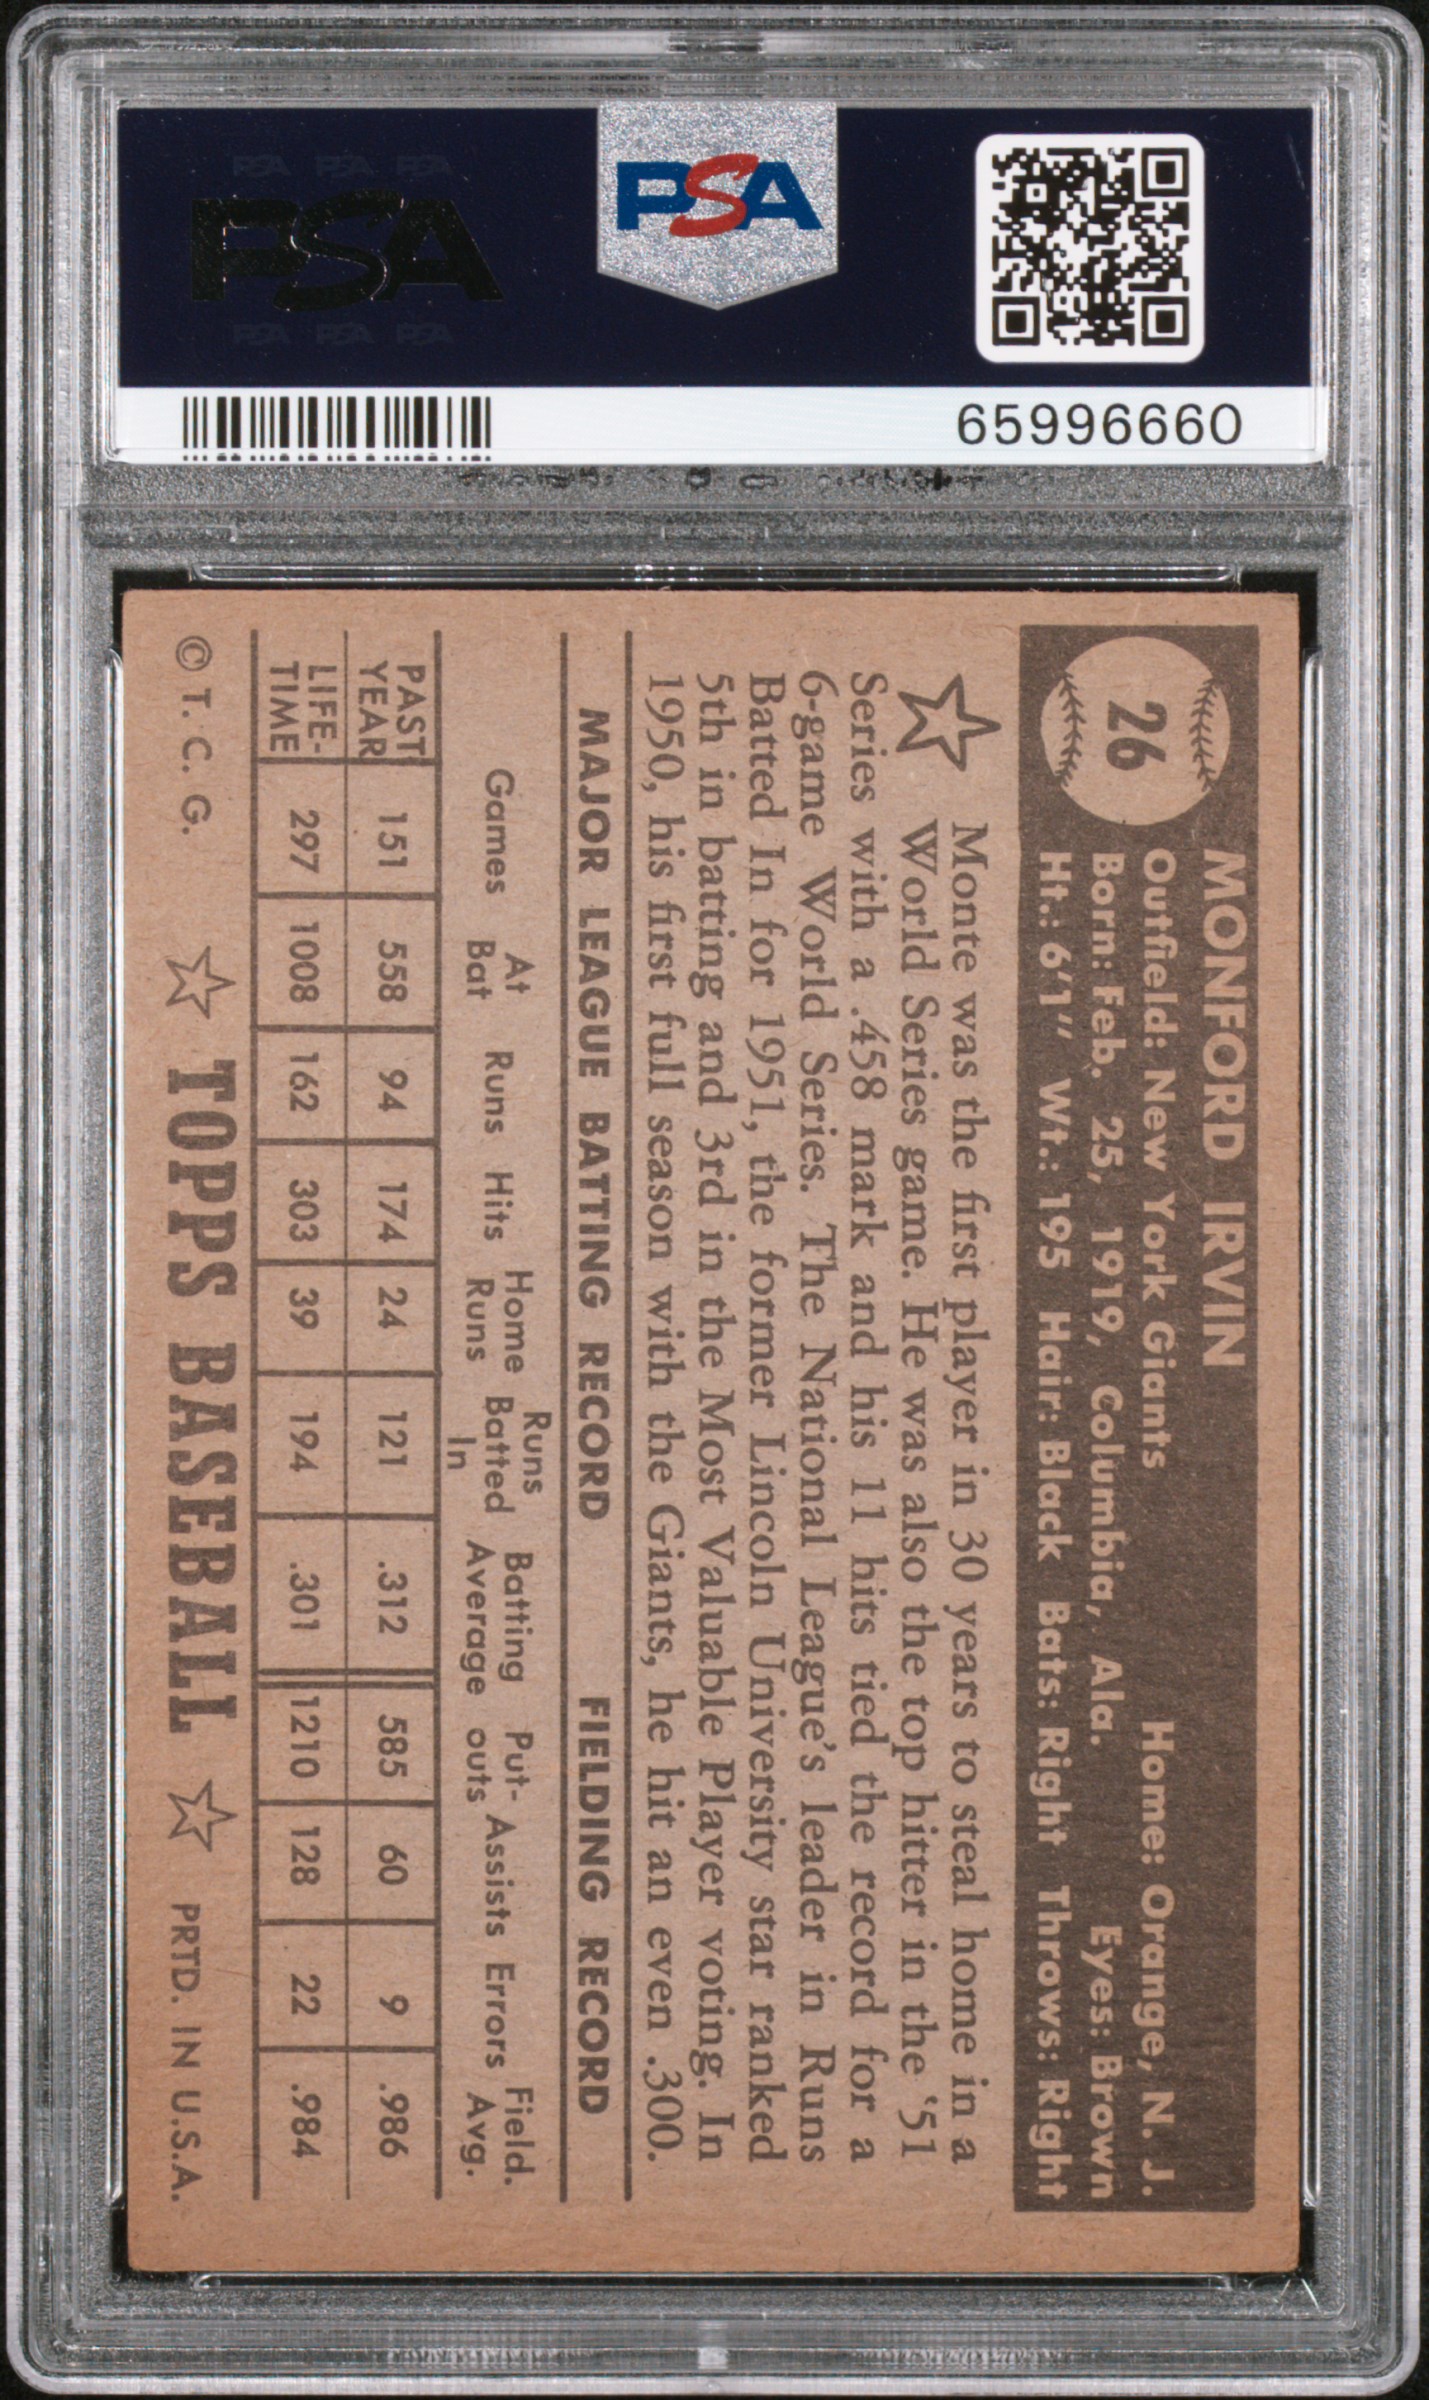 PSA PSA PSA
PSA
PSA PSA PSA
PSA
65996660
26
MONFORD IRVIN
Outfield: New York Giants Home: Orange, N. J.
Born: Feb. 25, 1919, Columbia, Ala. Eyes: Brown
Ht.: 6'1" Wt.: 195 Hair: Black Bats: Right Throws: Right
Monte was the first player in 30 years to steal home in a
World Series game. He was also the top hitter in the '51
Series with a .458 mark and his 11 hits tied the record for a
6-game World Series. The National League's leader in Runs
Batted In for 1951, the former Lincoln University star ranked
5th in batting and 3rd in the Most Valuable Player voting. In
1950, his first full season with the Giants, he hit an even .300.
MAJOR LEAGUE BATTING RECORD FIELDING RECORD
Games At Bat Runs Hits Home Runs Runs Batted In Batting Average Put-outs Assists Errors Field. Avg.
PAST YEAR 151 558 94 174 24 121 .312 585 60 9 .986
LIFE-TIME 297 1008 162 303 39 194 .301 1210 128 22 .984
© T. C. G. TOPPS BASEBALL PRTD. IN U.S.A.